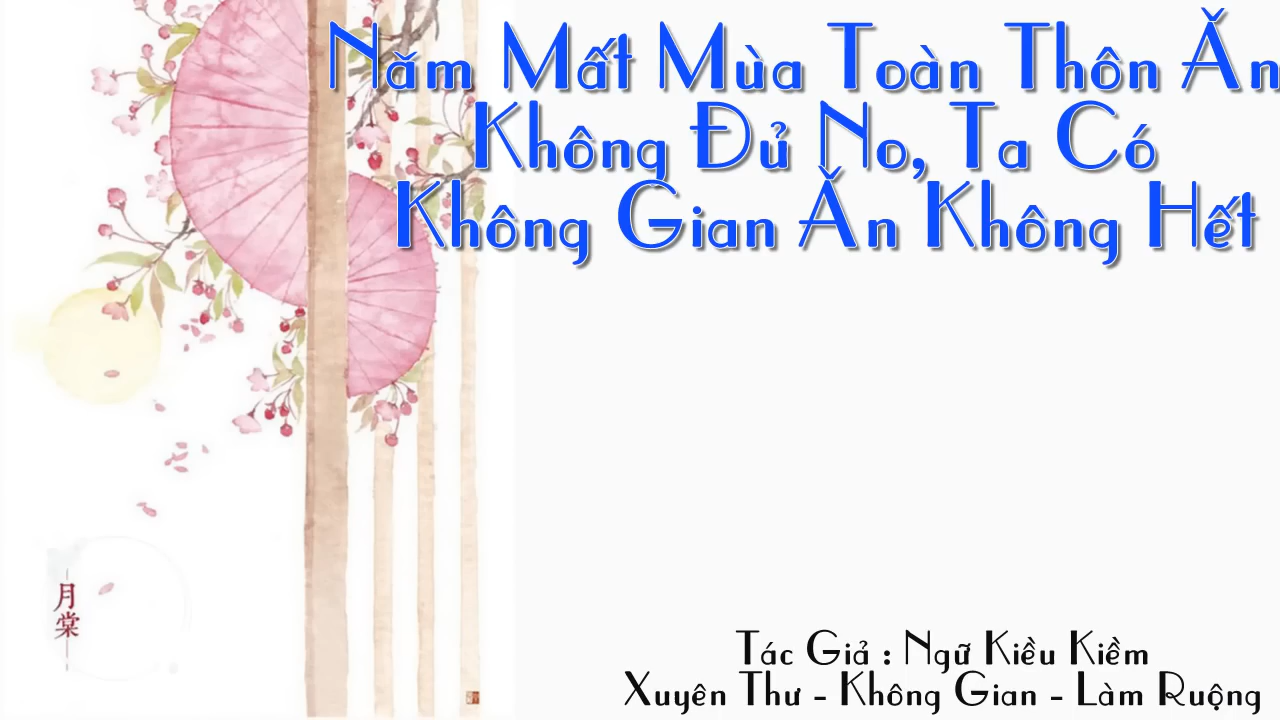 Năm Mất Mùa Toàn Thôn Ăn
Không Đủ No, Ta Có
Không Gian Ăn Không Hết
月棠
Tác Giả : Ngữ Kiều Kiềm
Xuyên Thư - Không Gian - Làm Ruộng